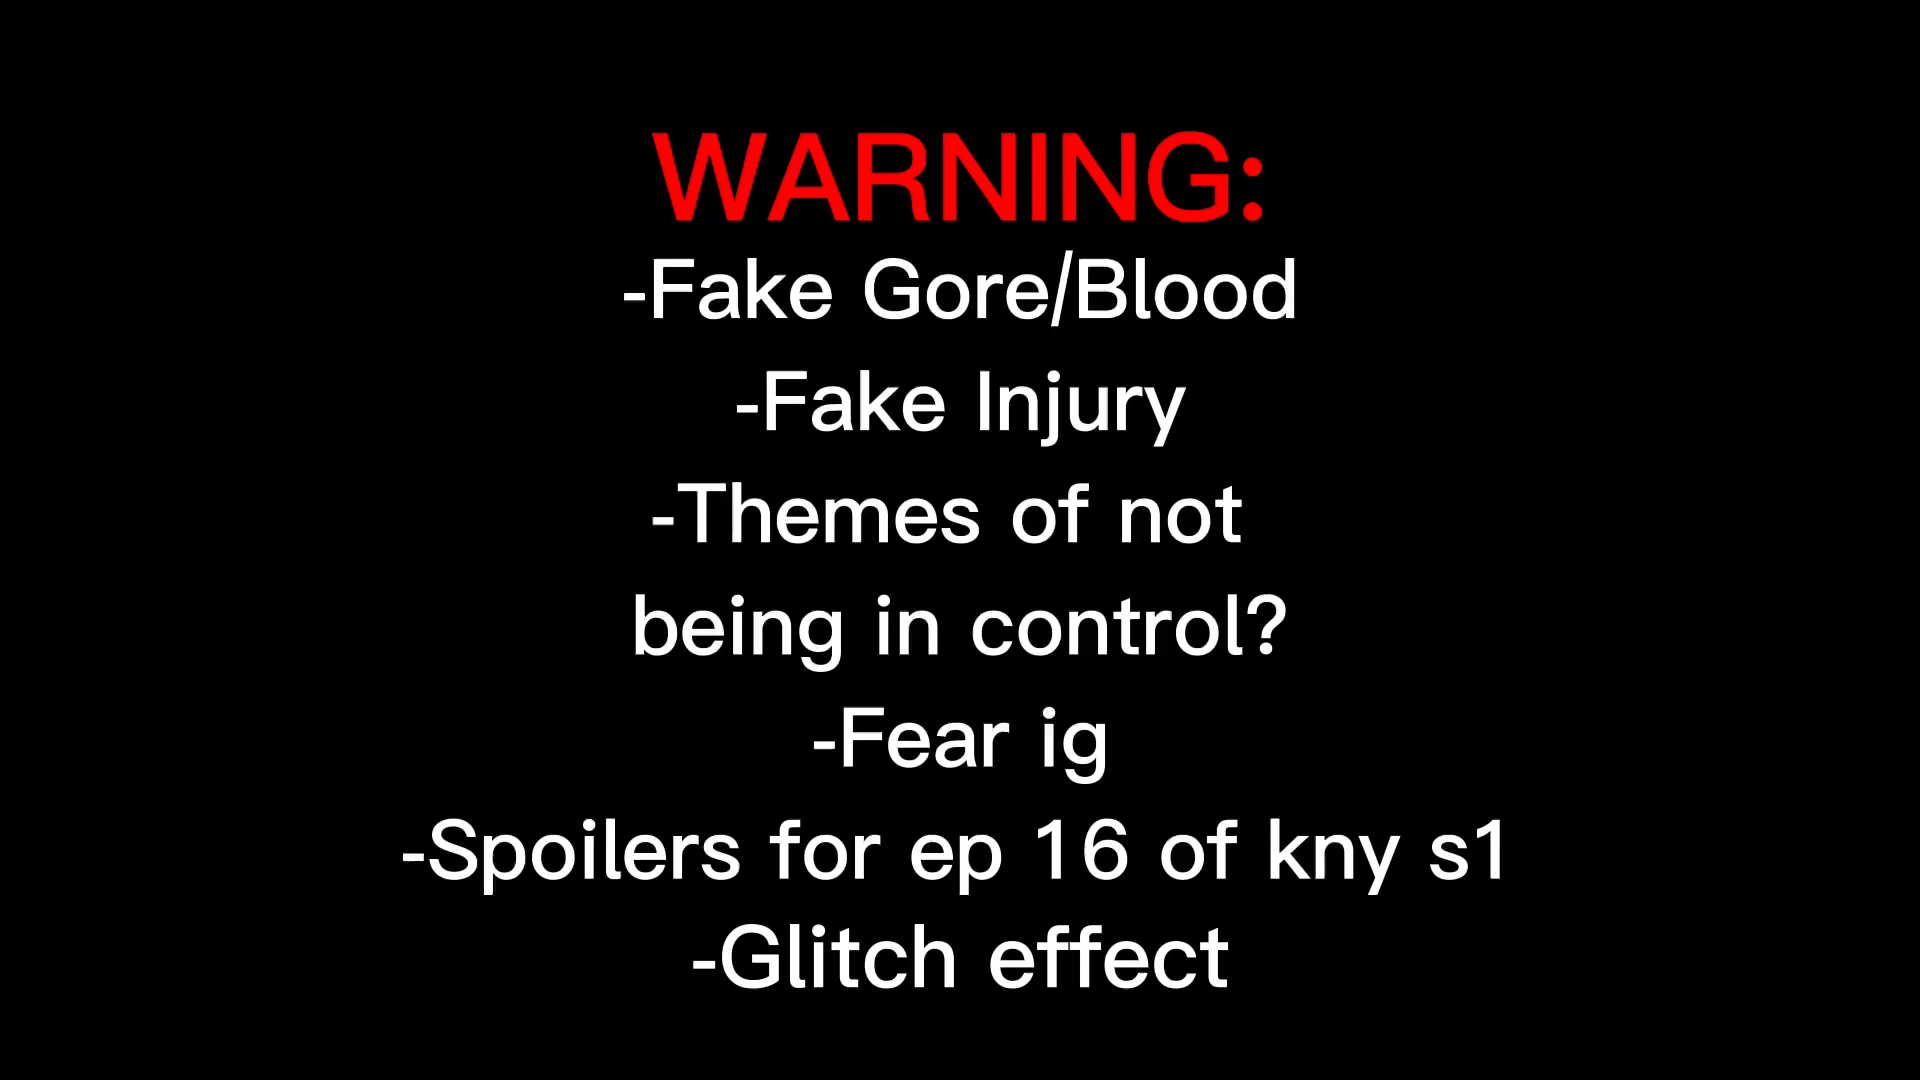 WARNING:
-Fake Gore/Blood
-Fake Injury
-Themes of not
being in control?
-Fear ig
-Spoilers for ep 16 of kny s1
-Glitch effect